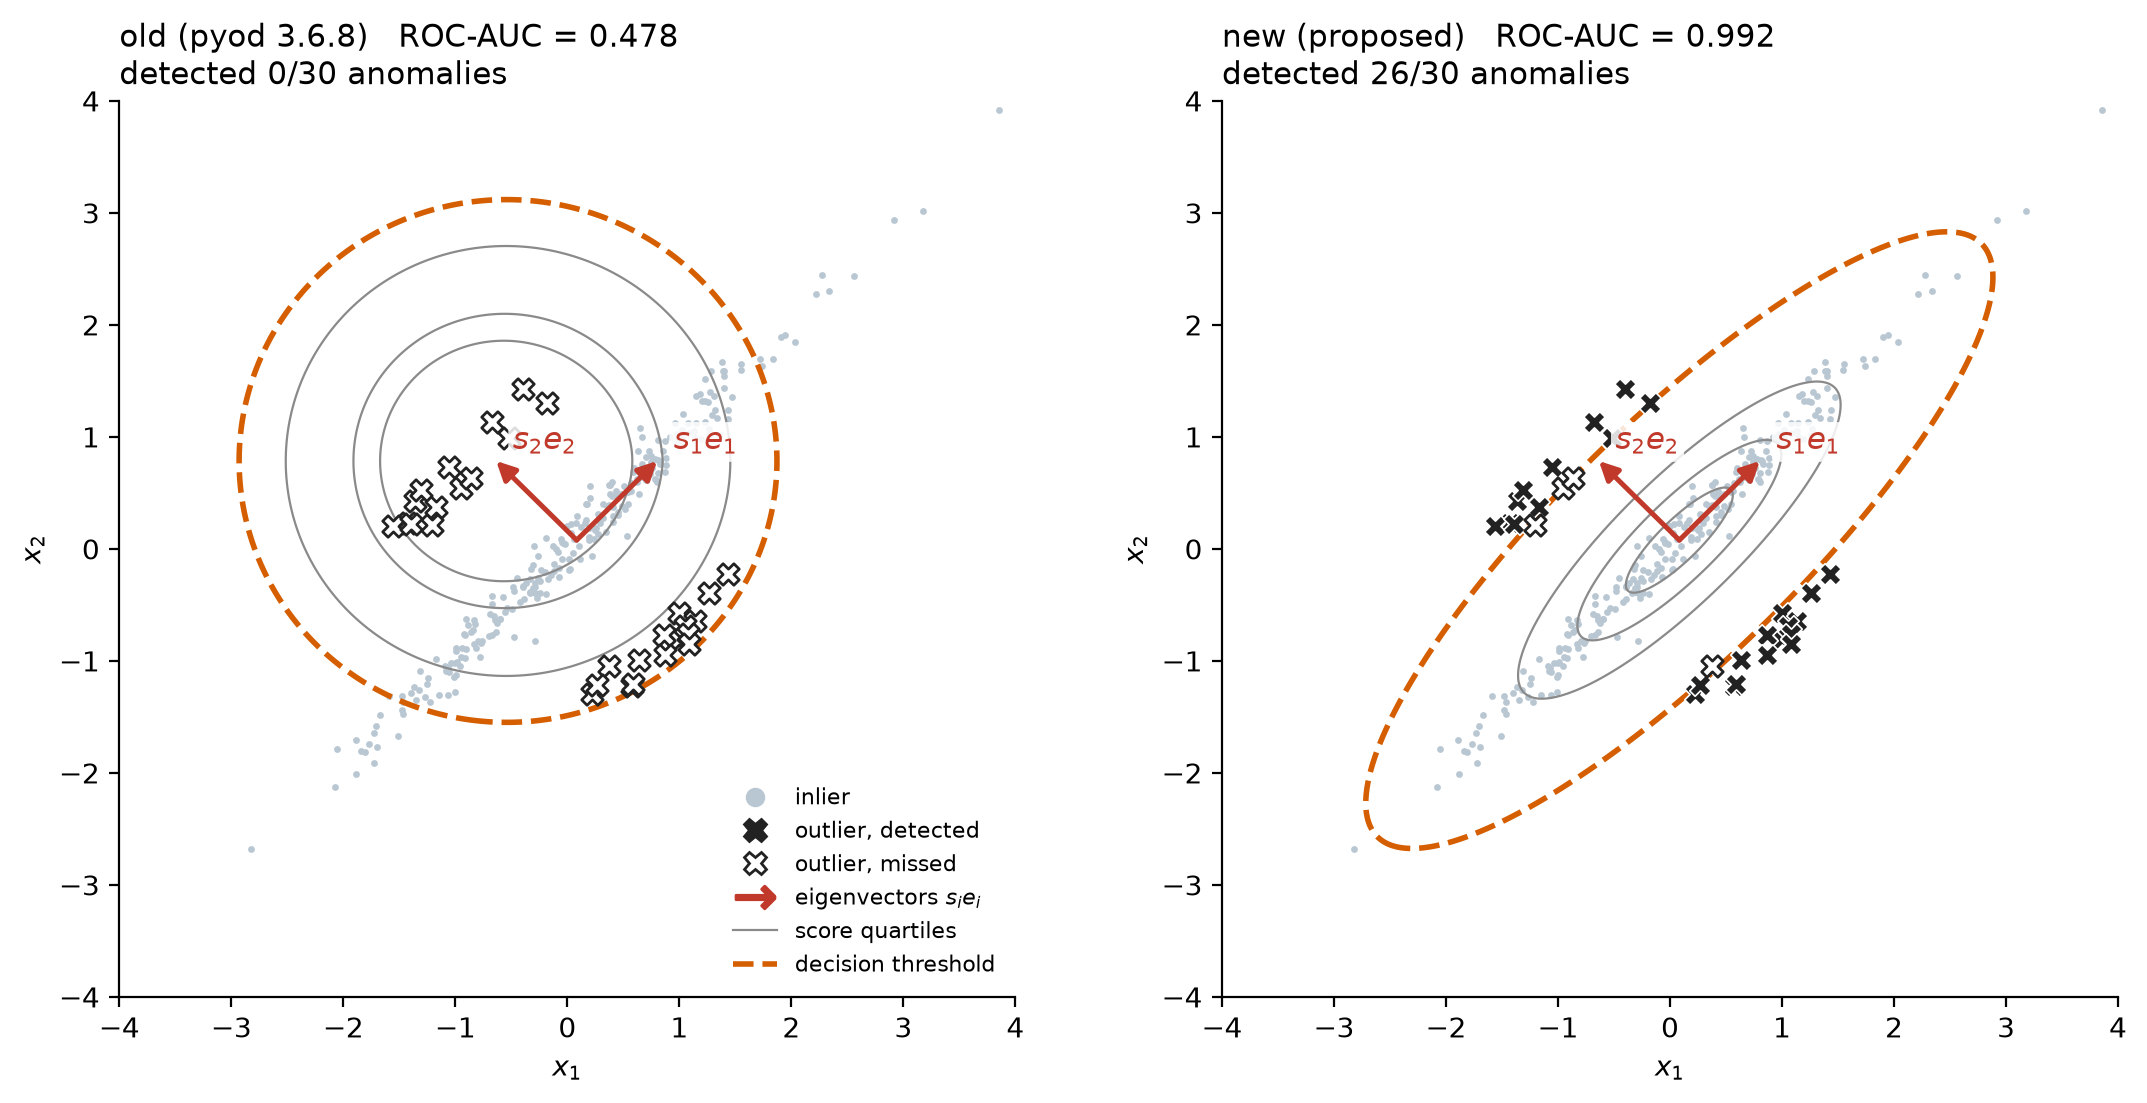 old (pyod 3.6.8)   ROC-AUC = 0.478
detected 0/30 anomalies
4
3
2
1
0
−1
−2
−3
−4
x₂
s₂e₂
s₁e₁
inlier
outlier, detected
outlier, missed
eigenvectors sᵢeᵢ
score quartiles
decision threshold
−4 −3 −2 −1 0 1 2 3 4
x₁
new (proposed)   ROC-AUC = 0.992
detected 26/30 anomalies
4
3
2
1
0
−1
−2
−3
−4
x₂
s₂e₂
s₁e₁
−4 −3 −2 −1 0 1 2 3 4
x₁